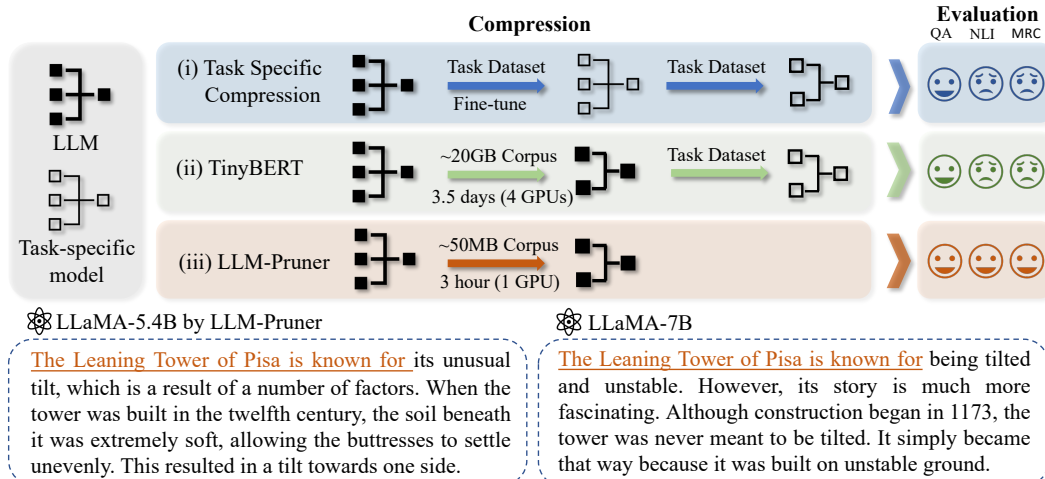 Compression
Evaluation
QA NLI MRC
LLM
Task-specific
model
(i) Task Specific
Compression
Task Dataset
Fine-tune
Task Dataset
(ii) TinyBERT
~20GB Corpus
3.5 days (4 GPUs)
Task Dataset
(iii) LLM-Pruner
~50MB Corpus
3 hour (1 GPU)
LLaMA-5.4B by LLM-Pruner
The Leaning Tower of Pisa is known for its unusual
tilt, which is a result of a number of factors. When the
tower was built in the twelfth century, the soil beneath
it was extremely soft, allowing the buttresses to settle
unevenly. This resulted in a tilt towards one side.
LLaMA-7B
The Leaning Tower of Pisa is known for being tilted
and unstable. However, its story is much more
fascinating. Although construction began in 1173, the
tower was never meant to be tilted. It simply became
that way because it was built on unstable ground.